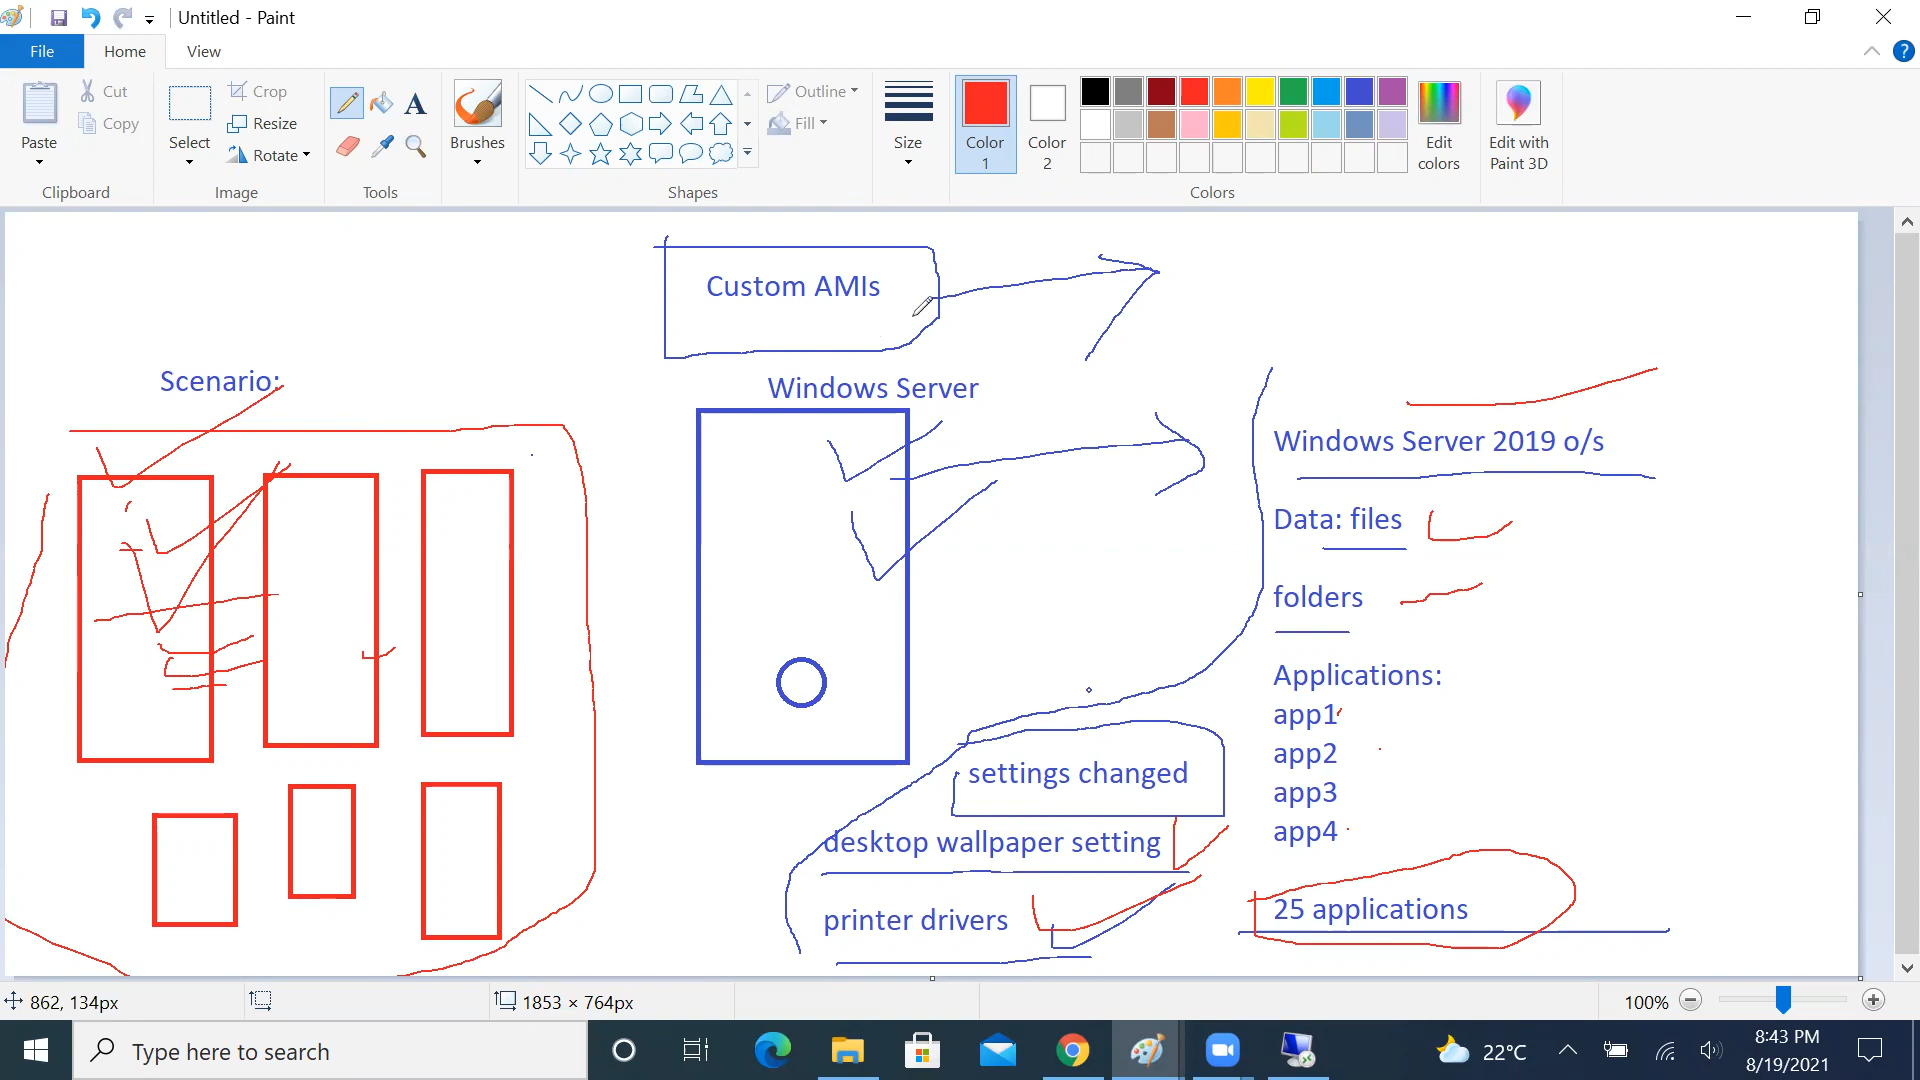 Untitled - Paint
File
Home
View
Paste
Cut
Copy
Clipboard
Select
Crop
Resize
Rotate
Image
A
Tools
Brushes
Outline
Fill
Shapes
Size
Color
1
Color
2
Edit
colors
Colors
Edit with
Paint 3D
?
Custom AMIs
Scenario:
Windows Server
Windows Server 2019 o/s
Data: files
folders
Applications:
app1
app2
app3
app4
25 applications
settings changed
desktop wallpaper setting
printer drivers
862, 134px
1853 × 764px
100%
Type here to search
22°C
8:43 PM
8/19/2021